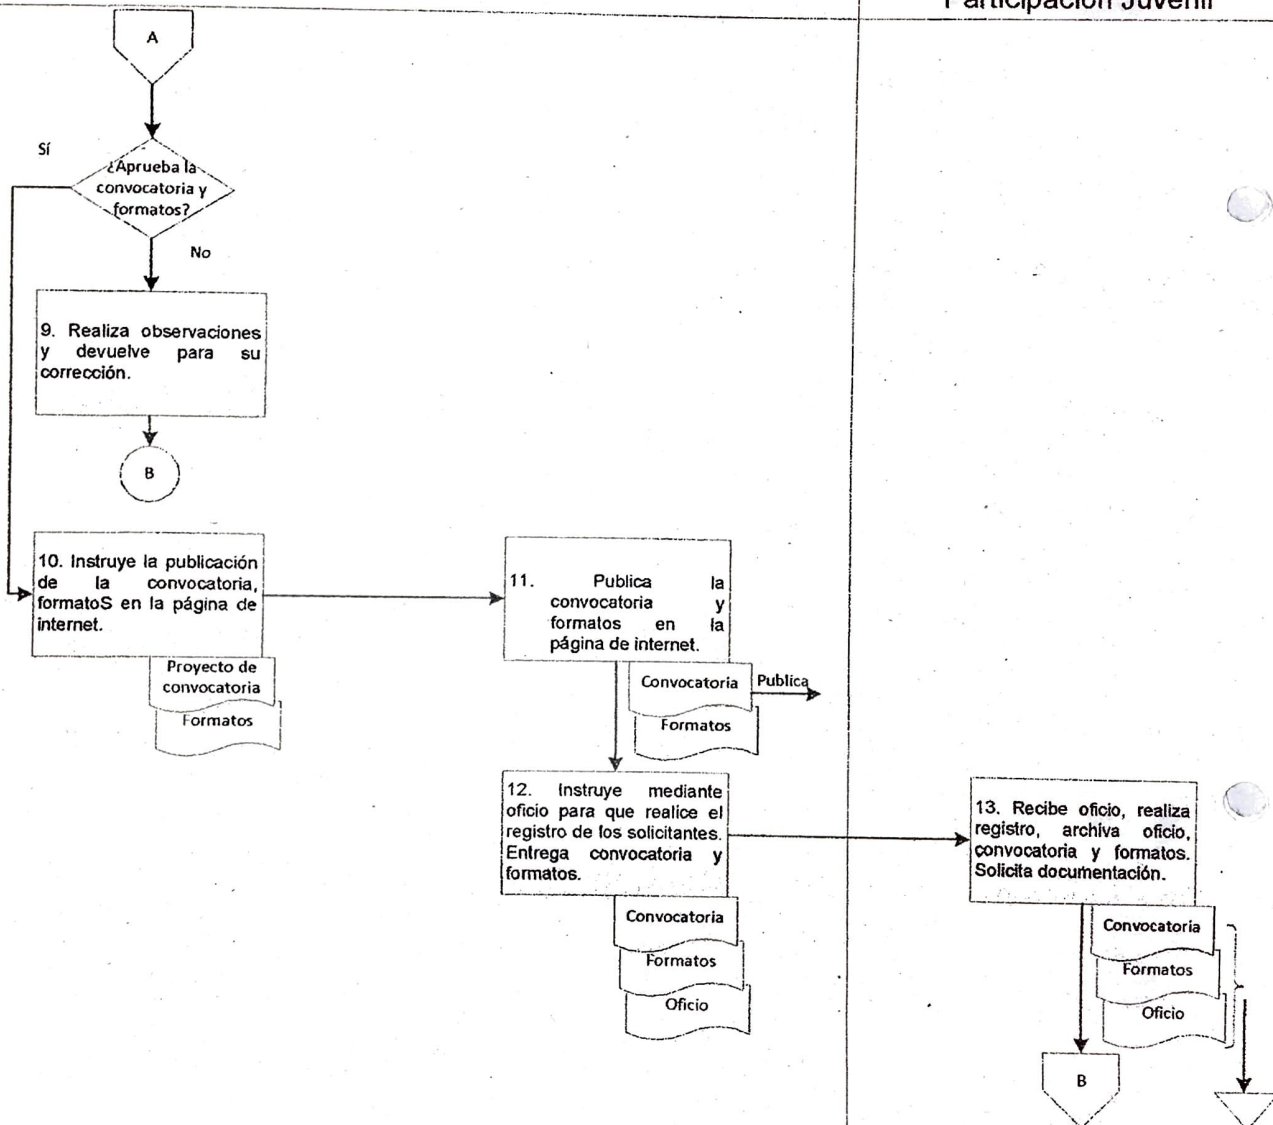 Participación Juvenil
A
Sí
¿Aprueba la
convocatoria y
formatos?
No
9. Realiza observaciones
y devuelve para su
corrección.
B
10. Instruye la publicación
de la convocatoria,
formatoS en la página de
internet.
Proyecto de
convocatoria
Formatos
11. Publica la
convocatoria y
formatos en la
página de internet.
Convocatoria
Publica
Formatos
12. Instruye mediante
oficio para que realice el
registro de los solicitantes.
Entrega convocatoria y
formatos.
Convocatoria
Formatos
Oficio
13. Recibe oficio, realiza
registro, archiva oficio,
convocatoria y formatos.
Solicita documentación.
Convocatoria
Formatos
Oficio
B